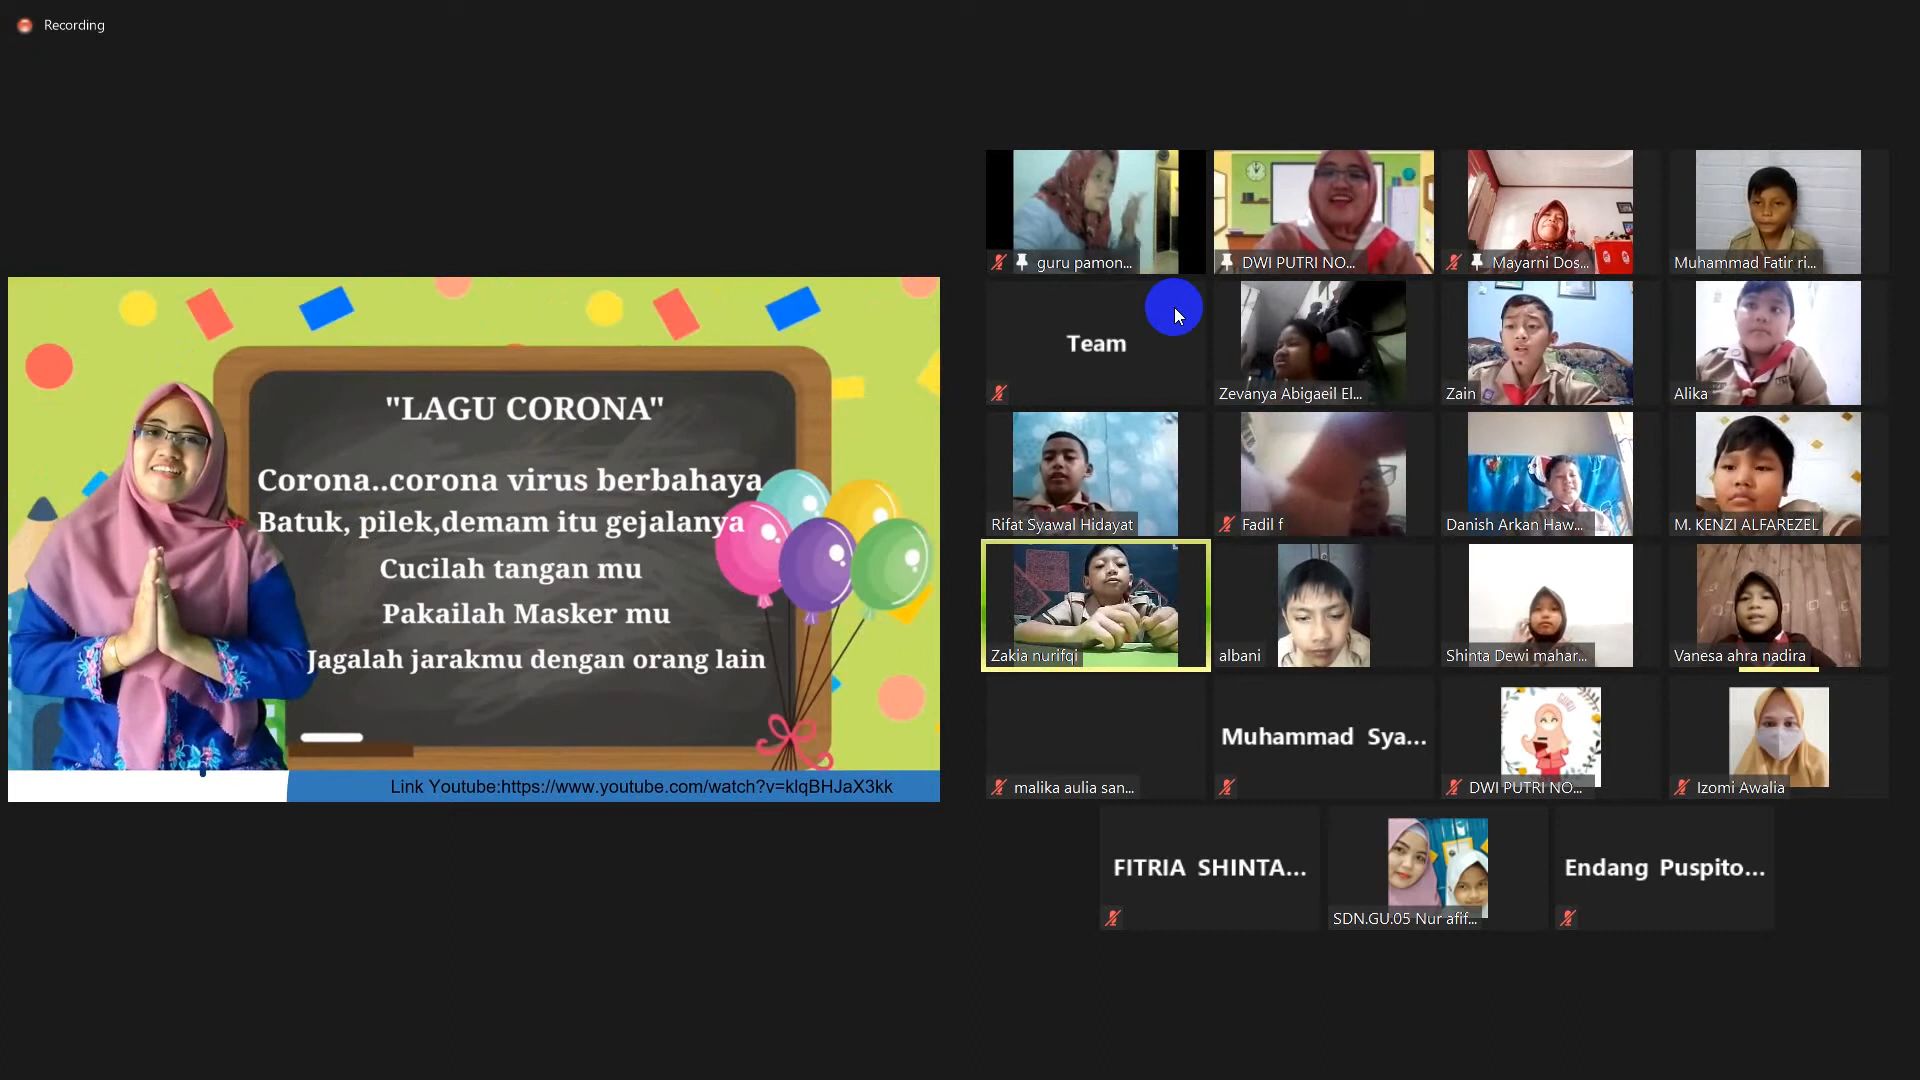 Recording
"LAGU CORONA"
Corona..corona virus berbahaya
Batuk, pilek,demam itu gejalanya
Cucilah tangan mu
Pakailah Masker mu
Jagalah jarakmu dengan orang lain
Link Youtube:https://www.youtube.com/watch?v=klqBHJaX3kk
guru pamon...
DWI PUTRI NO...
Mayarni Dos...
Muhammad Fatir ri...
Team
Zevanya Abigaeil El...
Zain
Alika
Rifat Syawal Hidayat
Fadil f
Danish Arkan Haw...
M. KENZI ALFAREZEL
Zakia nurifqi
albani
Shinta Dewi mahar...
Vanesa ahra nadira
malika aulia san...
Muhammad Sya...
GURU
DWI PUTRI NO...
Izomi Awalia
FITRIA SHINTA...
SDN.GU.05 Nur afif...
Endang Puspito...